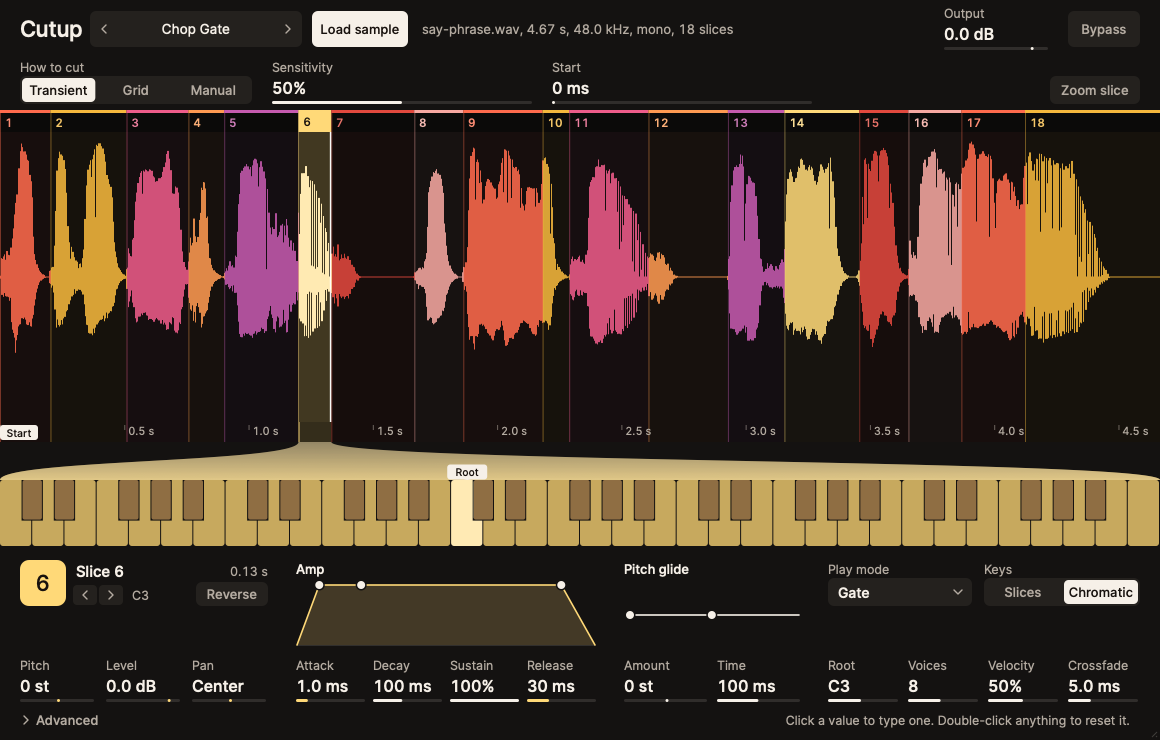 Cutup
Chop Gate
Load sample
say-phrase.wav, 4.67 s, 48.0 kHz, mono, 18 slices
Output
0.0 dB
Bypass
How to cut
Transient Grid Manual
Sensitivity
50%
Start
0 ms
Zoom slice
1 2 3 4 5 6 7 8 9 10 11 12 13 14 15 16 17 18
Start
0.5 s 1.0 s 1.5 s 2.0 s 2.5 s 3.0 s 3.5 s 4.0 s 4.5 s
Root
6
Slice 6
0.13 s
C3
Reverse
Amp
Pitch glide
Play mode
Gate
Keys
Slices Chromatic
Pitch Level Pan Attack Decay Sustain Release Amount Time Root Voices Velocity Crossfade
0 st 0.0 dB Center 1.0 ms 100 ms 100% 30 ms 0 st 100 ms C3 8 50% 5.0 ms
Advanced
Click a value to type one. Double-click anything to reset it.